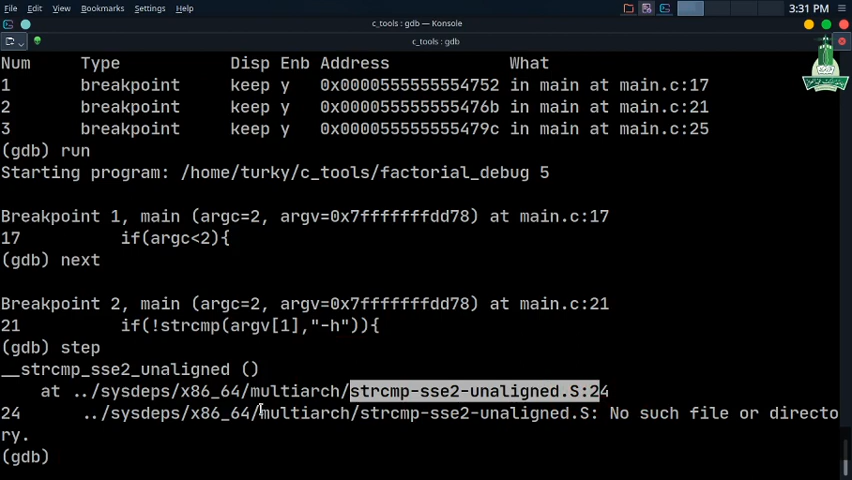 File Edit View Bookmarks Settings Help
3:31 PM
c_tools : gdb — Konsole
c_tools : gdb
Num Type Disp Enb Address What
1 breakpoint keep y 0x0000555555554752 in main at main.c:17
2 breakpoint keep y 0x000055555555476b in main at main.c:21
3 breakpoint keep y 0x000055555555479c in main at main.c:25
(gdb) run
Starting program: /home/turky/c_tools/factorial_debug 5
Breakpoint 1, main (argc=2, argv=0x7fffffffdd78) at main.c:17
17 if(argc<2){
(gdb) next
Breakpoint 2, main (argc=2, argv=0x7fffffffdd78) at main.c:21
21 if(!strcmp(argv[1],"-h")){
(gdb) step
__strcmp_sse2_unaligned ()
at ../sysdeps/x86_64/multiarch/strcmp-sse2-unaligned.S:24
24 ../sysdeps/x86_64/multiarch/strcmp-sse2-unaligned.S: No such file or directo
ry.
(gdb)